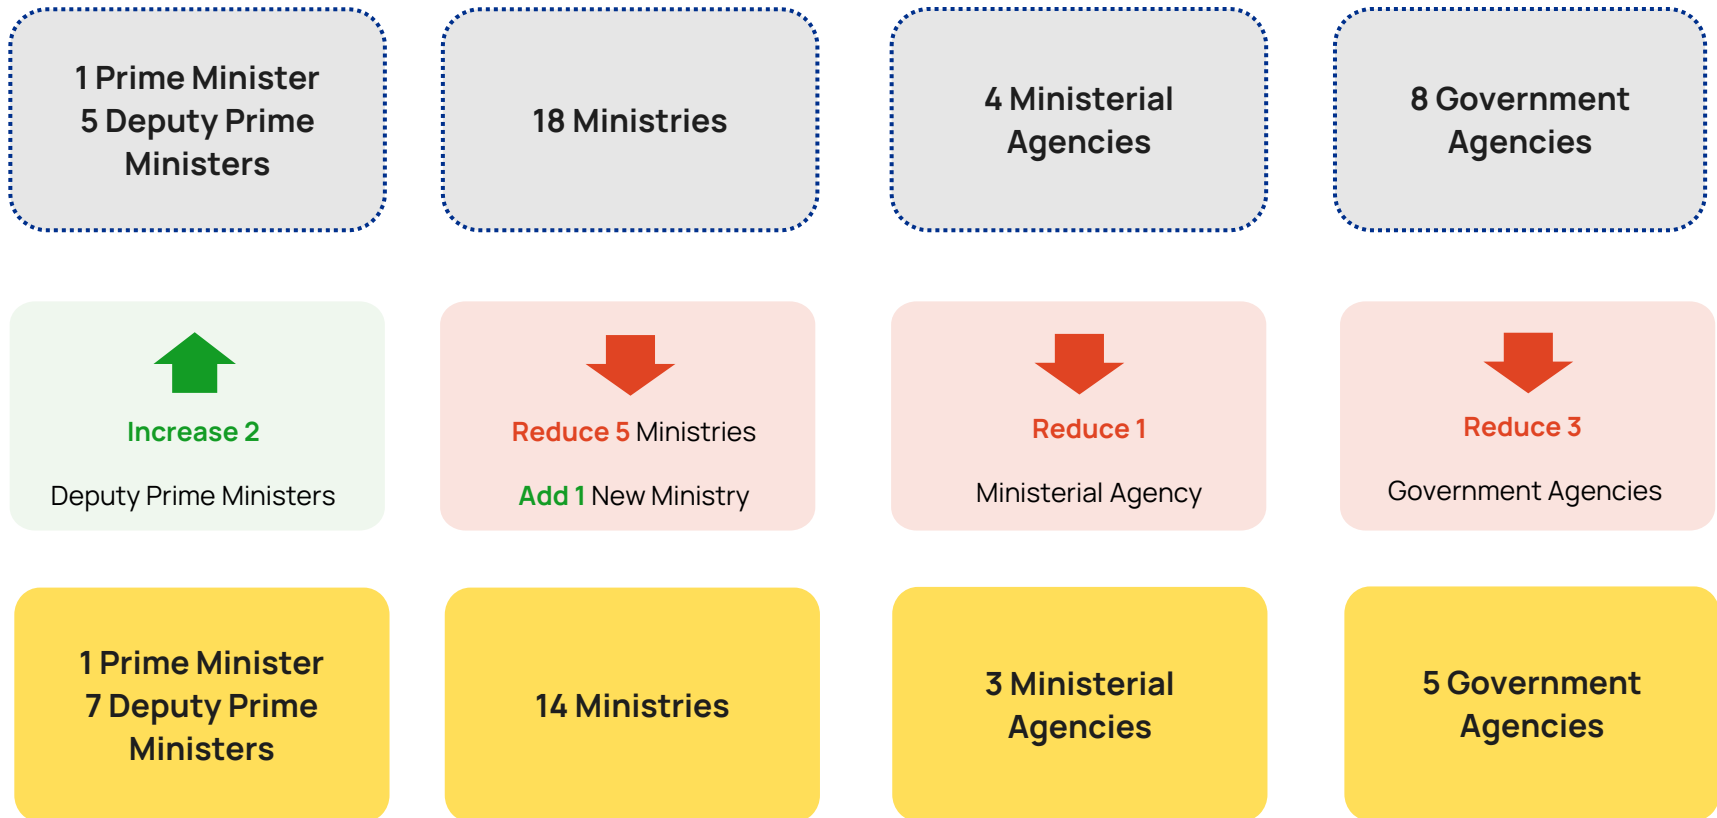 1 Prime Minister
5 Deputy Prime
Ministers
18 Ministries
4 Ministerial
Agencies
8 Government
Agencies
Increase 2
Deputy Prime Ministers
Reduce 5 Ministries
Add 1 New Ministry
Reduce 1
Ministerial Agency
Reduce 3
Government Agencies
1 Prime Minister
7 Deputy Prime
Ministers
14 Ministries
3 Ministerial
Agencies
5 Government
Agencies